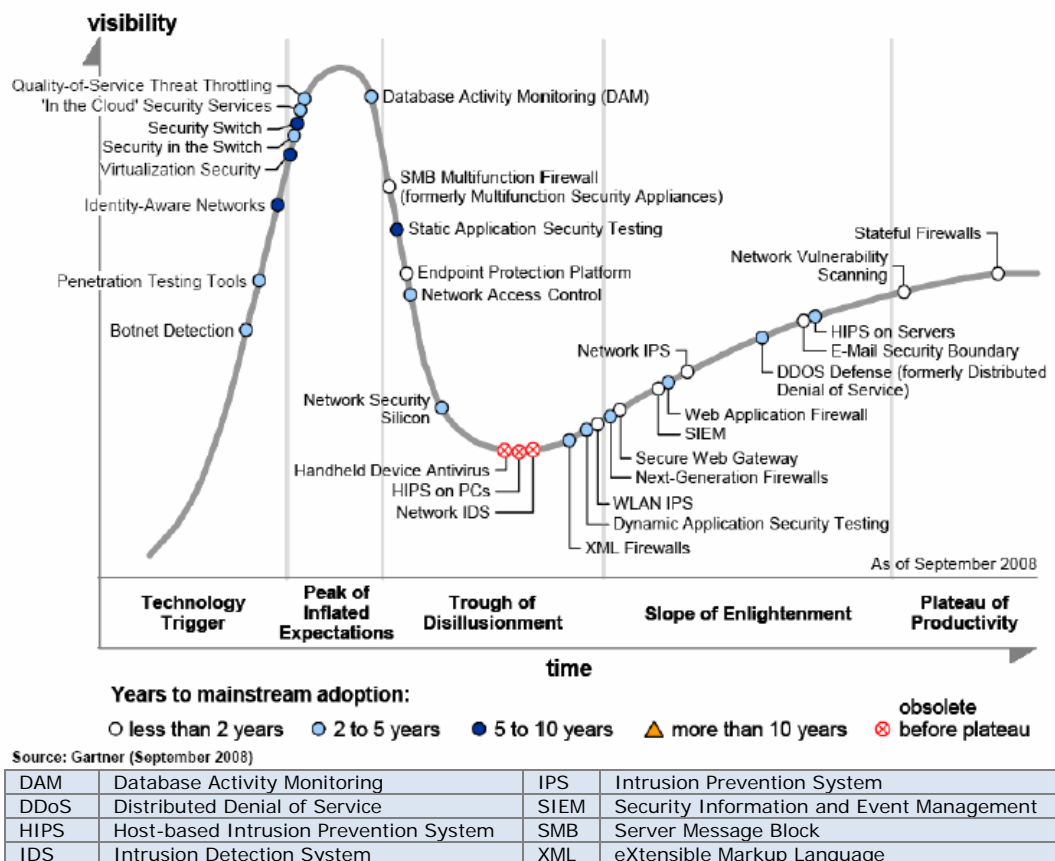 visibility
Quality-of-Service Threat Throttling
'In the Cloud' Security Services
Security Switch
Security in the Switch
Virtualization Security
Identity-Aware Networks
Penetration Testing Tools
Botnet Detection
Database Activity Monitoring (DAM)
SMB Multifunction Firewall
(formerly Multifunction Security Appliances)
Static Application Security Testing
Endpoint Protection Platform
Network Access Control
Network Security
Silicon
Handheld Device Antivirus
HIPS on PCs
Network IDS
XML Firewalls
Dynamic Application Security Testing
WLAN IPS
Next-Generation Firewalls
Secure Web Gateway
SIEM
Web Application Firewall
Network IPS
DDOS Defense (formerly Distributed
Denial of Service)
E-Mail Security Boundary
HIPS on Servers
Network Vulnerability
Scanning
Stateful Firewalls
As of September 2008
Technology
Trigger
Peak of
Inflated
Expectations
Trough of
Disillusionment
Slope of Enlightenment
Plateau of
Productivity
time
Years to mainstream adoption:
less than 2 years
2 to 5 years
5 to 10 years
more than 10 years
obsolete
before plateau
Source: Gartner (September 2008)
DAM Database Activity Monitoring IPS Intrusion Prevention System
DDoS Distributed Denial of Service SIEM Security Information and Event Management
HIPS Host-based Intrusion Prevention System SMB Server Message Block
IDS Intrusion Detection System XML eXtensible Markup Language